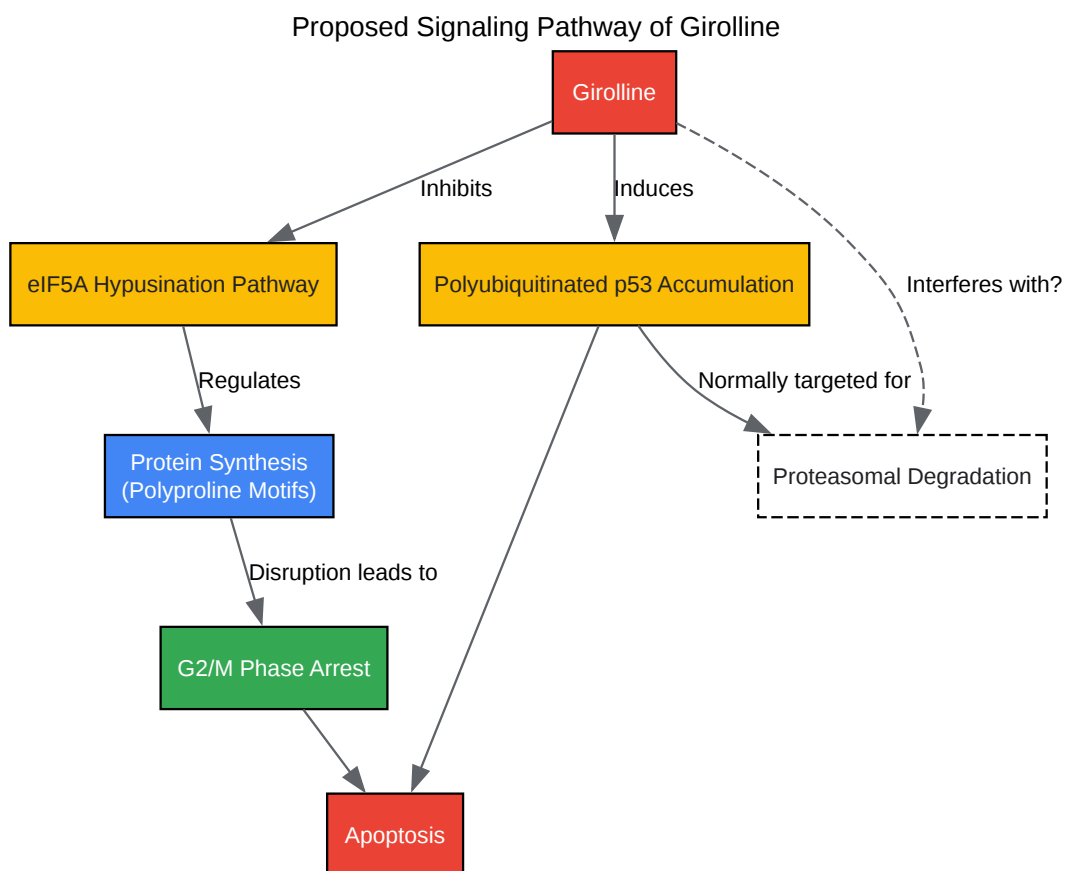 Proposed Signaling Pathway of Girolline
Girolline
Inhibits
Induces
eIF5A Hypusination Pathway
Polyubiquitinated p53 Accumulation
Interferes with?
Regulates
Normally targeted for
Protein Synthesis
(Polyproline Motifs)
Proteasomal Degradation
Disruption leads to
G2/M Phase Arrest
Apoptosis